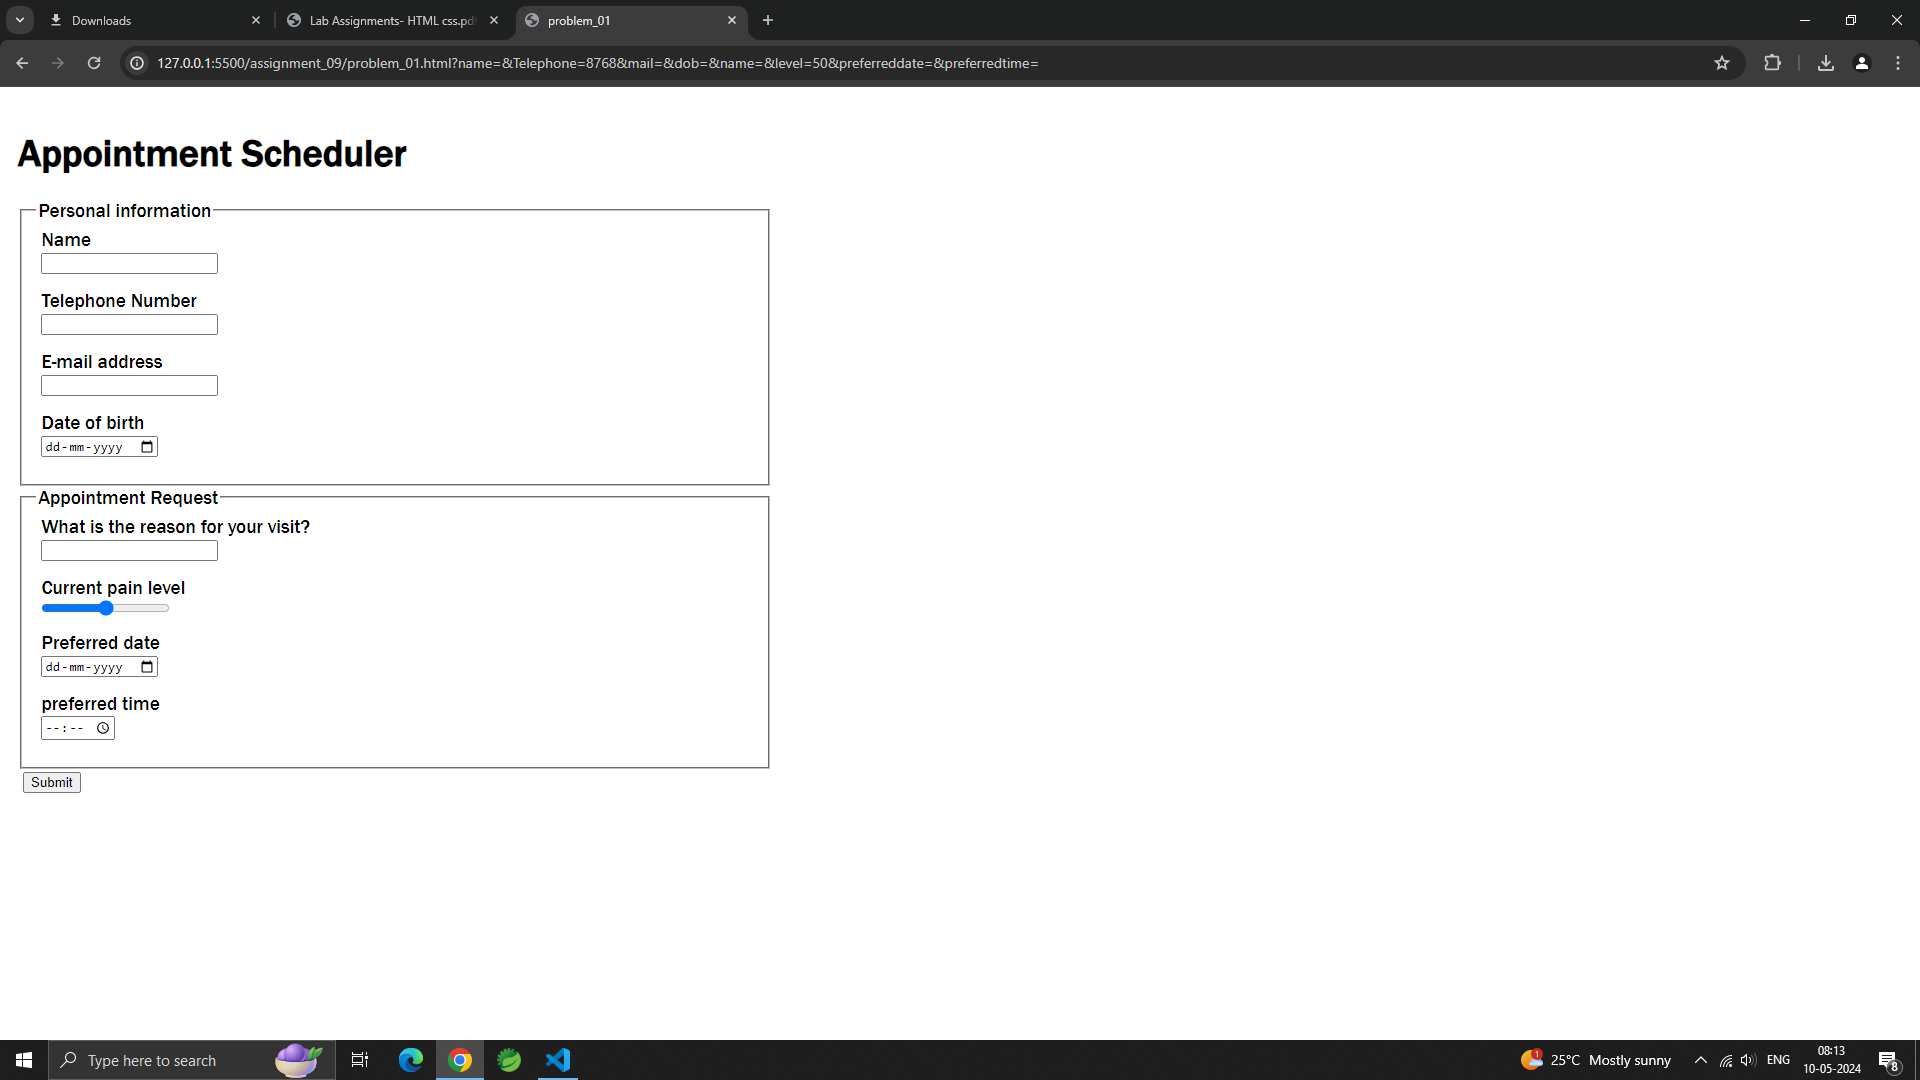 Downloads
Lab Assignments- HTML css.pdf
problem_01
127.0.0.1:5500/assignment_09/problem_01.html?name=&Telephone=8768&mail=&dob=&name=&level=50&preferreddate=&preferredtime=
Appointment Scheduler
Personal information
Name
Telephone Number
E-mail address
Date of birth
dd-mm-yyyy
Appointment Request
What is the reason for your visit?
Current pain level
Preferred date
dd-mm-yyyy
preferred time
--:--
Submit
Type here to search
1
25°C Mostly sunny
ENG
08:13
10-05-2024
8